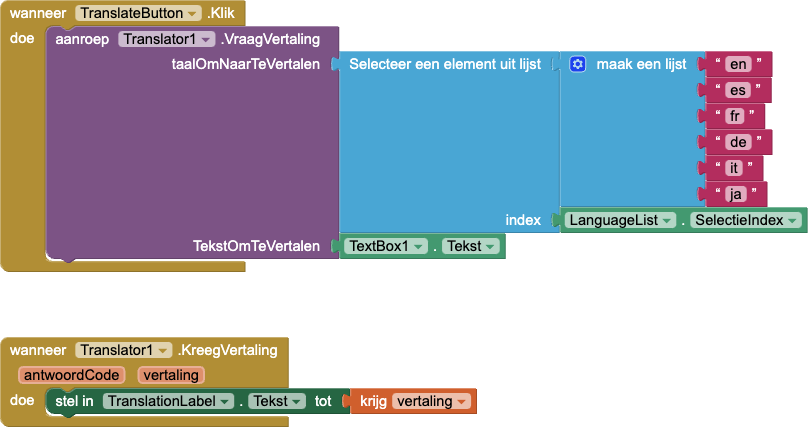 wanneer TranslateButton .Klik
doe aanroep Translator1 .VraagVertaling
taalOmNaarTeVertalen Selecteer een element uit lijst maak een lijst “ en ”
“ es ”
“ fr ”
“ de ”
“ it ”
“ ja ”
index LanguageList . SelectieIndex
TekstOmTeVertalen TextBox1 . Tekst
wanneer Translator1 .KreegVertaling
antwoordCode vertaling
doe stel in TranslationLabel . Tekst tot krijg vertaling